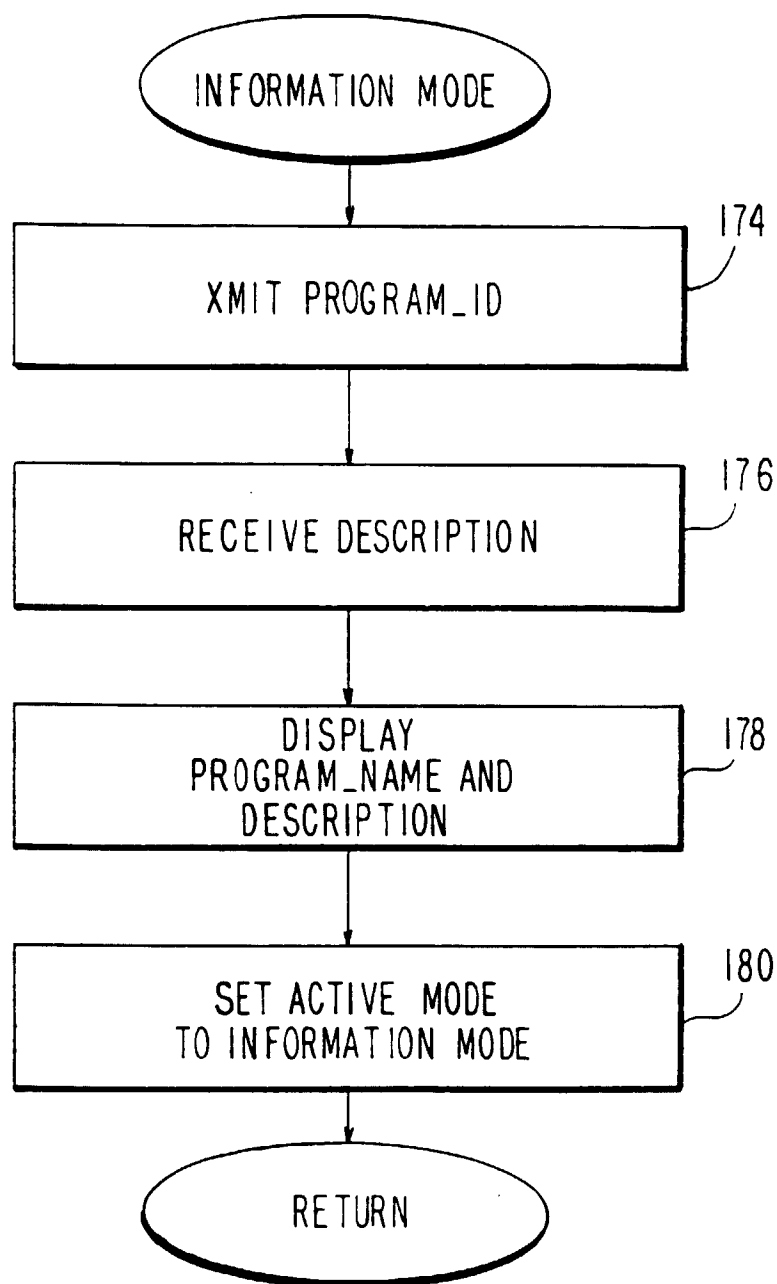 INFORMATION MODE
174
XMIT PROGRAM_ID
176
RECEIVE DESCRIPTION
178
DISPLAY
PROGRAM_NAME AND
DESCRIPTION
180
SET ACTIVE MODE
TO INFORMATION MODE
RETURN